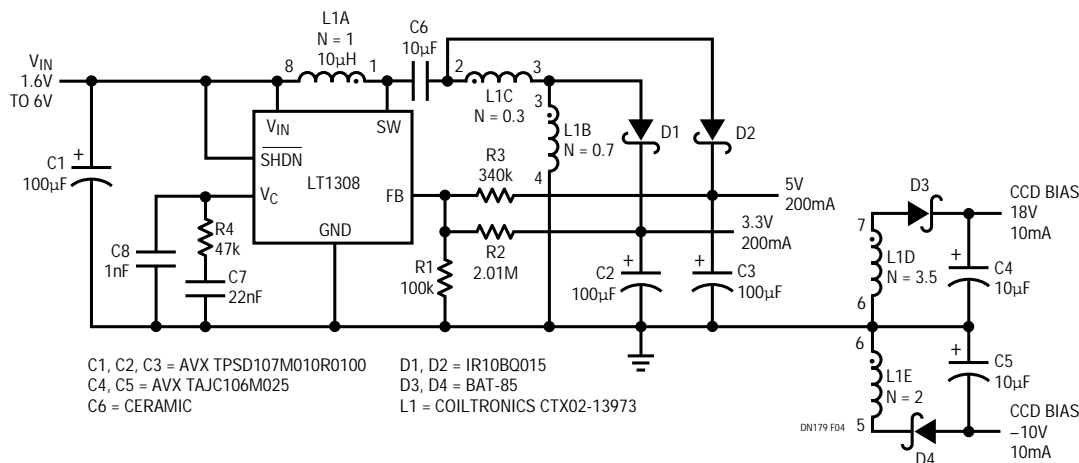 L1A
N = 1
10µH
C6
10µF
VIN
1.6V
TO 6V
8
1
2
3
L1C
N = 0.3
3
L1B
N = 0.7
4
D1
D2
VIN
SW
SHDN
LT1308
VC
FB
GND
C1
+
100µF
R3
340k
5V
200mA
R4
47k
C8
1nF
C7
22nF
R2
2.01M
3.3V
200mA
R1
100k
C2
+
100µF
+
C3
100µF
D3
CCD BIAS
18V
10mA
7
L1D
N = 3.5
6
+
C4
10µF
6
L1E
N = 2
5
+
C5
10µF
D4
CCD BIAS
–10V
10mA
C1, C2, C3 = AVX TPSD107M010R0100
C4, C5 = AVX TAJC106M025
C6 = CERAMIC
D1, D2 = IR10BQ015
D3, D4 = BAT-85
L1 = COILTRONICS CTX02-13973
DN179 F04